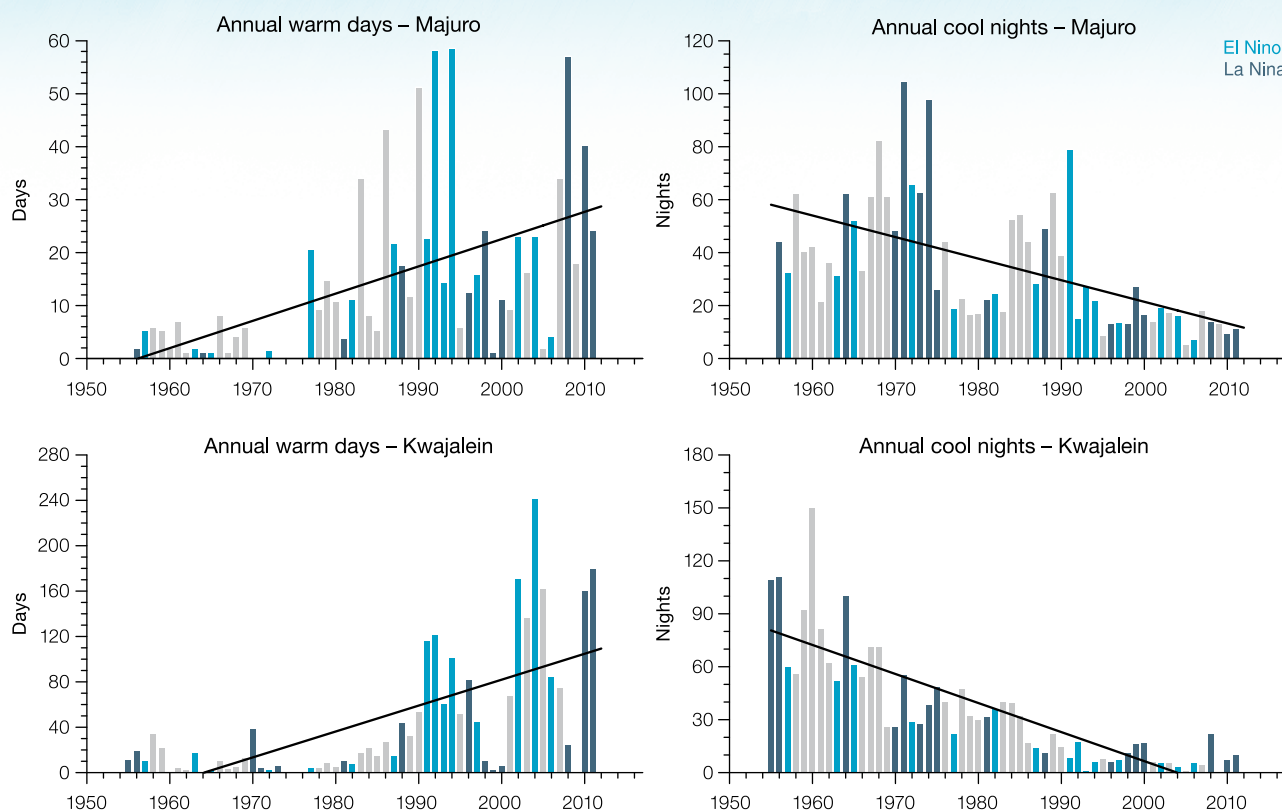 Annual warm days – Majuro
60
50
40
30
20
10
0
Days
1950 1960 1970 1980 1990 2000 2010
Annual cool nights – Majuro
El Nino
La Nina
120
100
80
60
40
20
0
Nights
1950 1960 1970 1980 1990 2000 2010
Annual warm days – Kwajalein
280
240
200
160
120
80
40
0
Days
1950 1960 1970 1980 1990 2000 2010
Annual cool nights – Kwajalein
180
150
120
90
60
30
0
Nights
1950 1960 1970 1980 1990 2000 2010